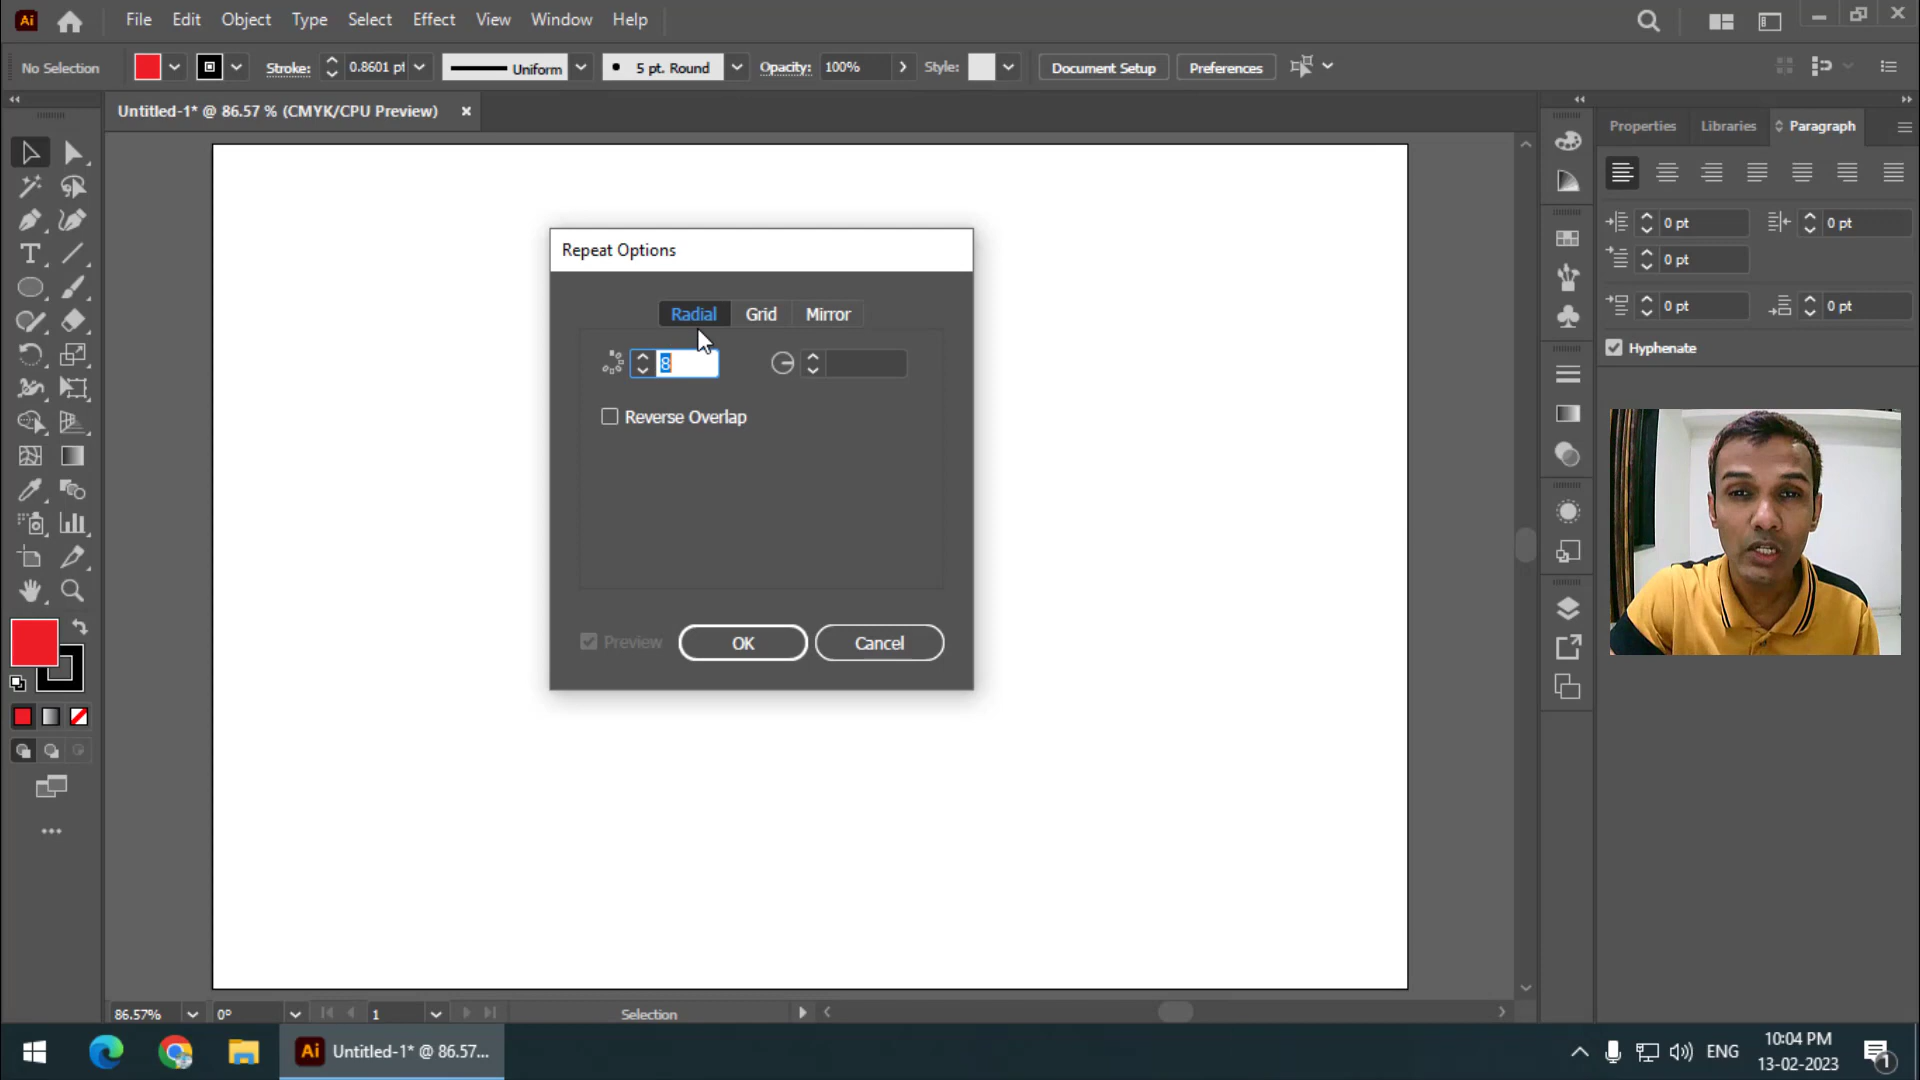 Ai File Edit Object Type Select Effect View Window Help
No Selection Stroke: 0.8601 pt Uniform 5 pt. Round Opacity: 100% Style: Document Setup Preferences
Untitled-1* @ 86.57 % (CMYK/CPU Preview)
Properties Libraries Paragraph
0 pt 0 pt
0 pt
0 pt 0 pt
Hyphenate
Repeat Options
Radial Grid Mirror
8
Reverse Overlap
Preview OK Cancel
T
86.57% 0° 1 Selection
Ai Untitled-1* @ 86.57... ENG 10:04 PM
13-02-2023
1